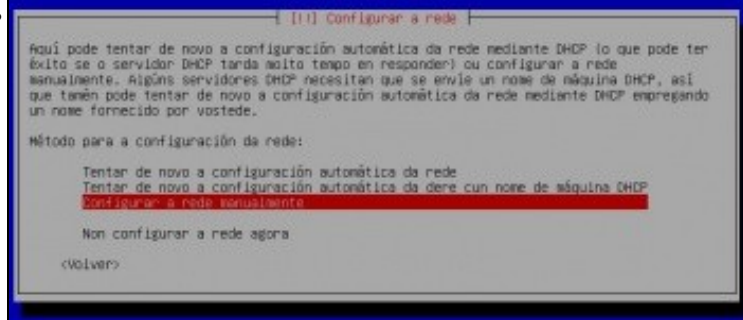 [!!] Configurar a rede
Aquí pode tentar de novo a configuración automática da rede mediante DHCP (o que pode ter
éxito se o servidor DHCP tarda moito tempo en responder) ou configurar a rede
manualmente. Algúns servidores DHCP necesitan que se envíe un nome de máquina DHCP, así
que tamén pode tentar de novo a configuración automática da rede mediante DHCP empregando
un nome fornecido por vostede.
Método para a configuración da rede:
Tentar de novo a configuración automática da rede
Tentar de novo a configuración automática da dere cun nome de máquina DHCP
Configurar a rede manualmente
Non configurar a rede agora
<Volver>